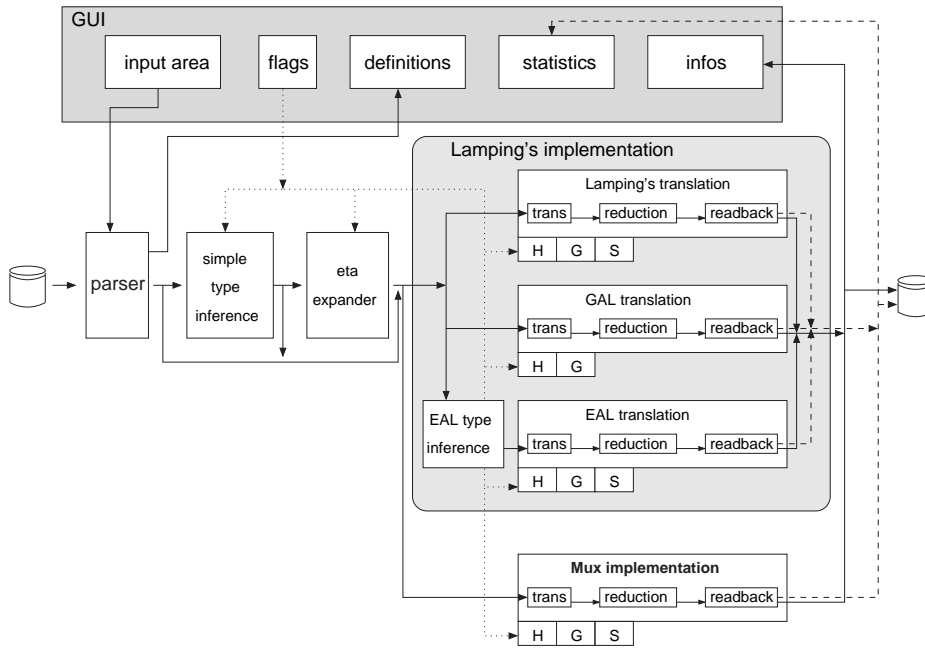 GUI
input area
flags
definitions
statistics
infos
Lamping's implementation
Lamping's translation
trans
reduction
readback
H G S
parser
simple
type
inference
eta
expander
GAL translation
trans
reduction
readback
H G
EAL type
inference
EAL translation
trans
reduction
readback
H G S
Mux implementation
trans
reduction
readback
H G S